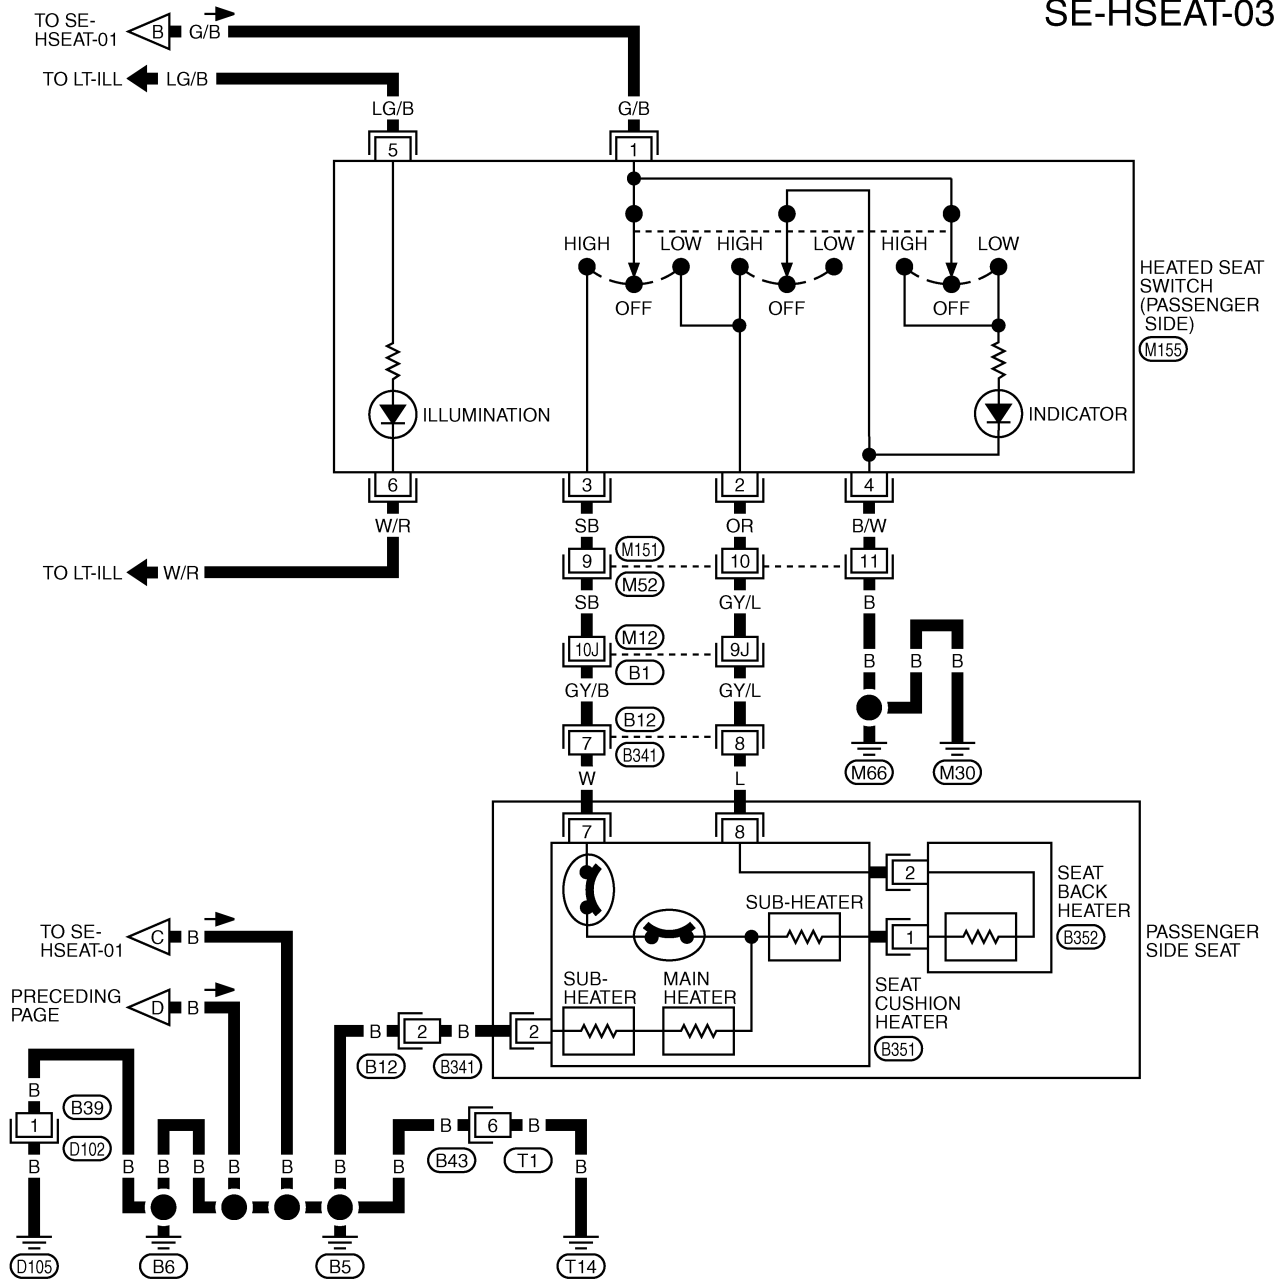 SE-HSEAT-03
TO SE-
HSEAT-01
B
G/B
TO LT-ILL
LG/B
LG/B
G/B
5
1
HIGH
LOW
HIGH
LOW
HIGH
LOW
OFF
OFF
OFF
HEATED SEAT
SWITCH
(PASSENGER
SIDE)
M155
ILLUMINATION
INDICATOR
6
3
2
4
W/R
SB
OR
B/W
9
M151
M52
10
11
TO LT-ILL
W/R
SB
GY/L
B
10J
M12
B1
9J
B
B
B
GY/B
GY/L
7
B12
B341
8
M66
M30
W
L
7
8
2
SEAT
BACK
HEATER
B352
SUB-HEATER
1
PASSENGER
SIDE SEAT
TO SE-
HSEAT-01
C
B
SUB-
HEATER
MAIN
HEATER
SEAT
CUSHION
HEATER
B351
PRECEDING
PAGE
D
B
B
2
B
2
B12
B341
B
1
B39
D102
B
6
B
B43
T1
B
B
B
B
B
B
B
B
B
D105
B6
B5
T14